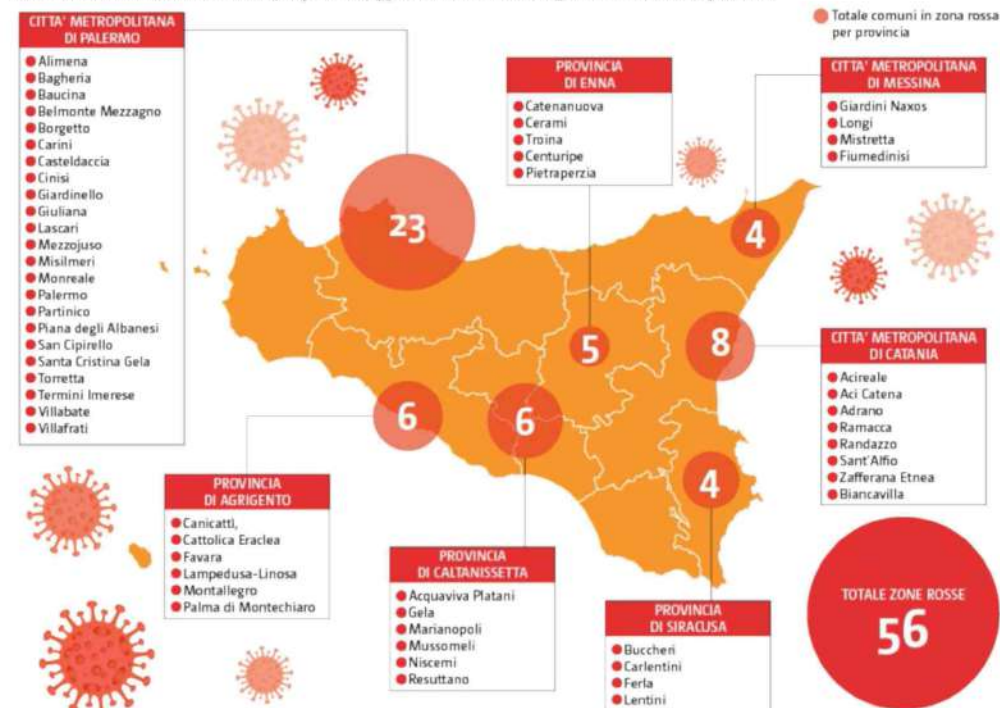 Totale comuni in zona rossa
per provincia
CITTA' METROPOLITANA
DI PALERMO
Alimena
Bagheria
Baucina
Belmonte Mezzagno
Borgetto
Carini
Casteldaccia
Cinisi
Giardinello
Giuliana
Lascari
Mezzojuso
Misilmeri
Monreale
Palermo
Partinico
Piana degli Albanesi
San Cipirello
Santa Cristina Gela
Torretta
Termini Imerese
Villabate
Villafrati
PROVINCIA
DI ENNA
Catenanuova
Cerami
Troina
Centuripe
Pietraperzia
CITTA' METROPOLITANA
DI MESSINA
Giardini Naxos
Longi
Mistretta
Fiumedinisi
23
4
5
8
6
6
4
CITTA' METROPOLITANA
DI CATANIA
Acireale
Aci Catena
Adrano
Ramacca
Randazzo
Sant'Alfio
Zafferana Etnea
Biancavilla
PROVINCIA
DI AGRIGENTO
Canicattì,
Cattolica Eraclea
Favara
Lampedusa-Linosa
Montallegro
Palma di Montechiaro
PROVINCIA
DI CALTANISSETTA
Acquaviva Platani
Gela
Marianopoli
Mussomeli
Niscemi
Resuttano
PROVINCIA
DI SIRACUSA
Buccheri
Carlentini
Ferla
Lentini
TOTALE ZONE ROSSE
56